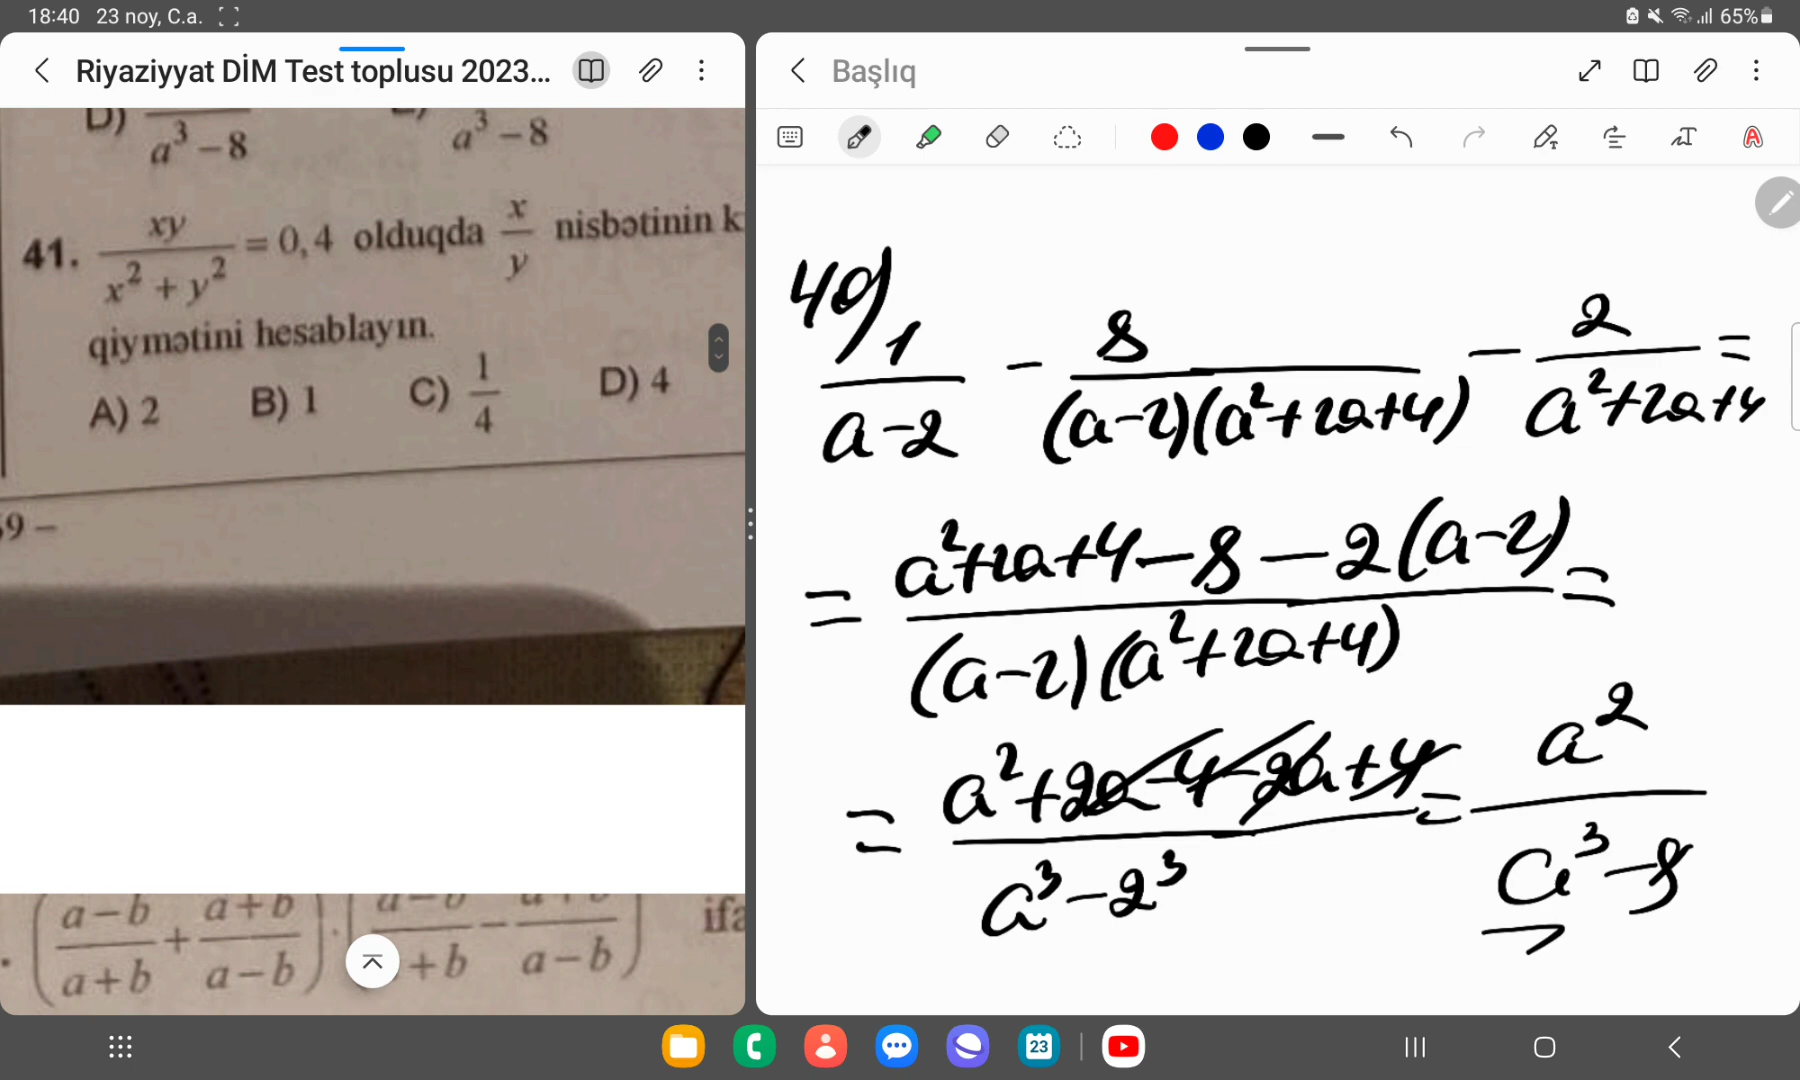 18:40 23 noy, C.a. 65%
Riyaziyyat DİM Test toplusu 2023...
D) a³ – 8 a³ – 8
41. xy / x² + y² = 0,4 olduqda x / y nisbətinin k
qiymətini hesablayın.
A) 2 B) 1 C) 1/4 D) 4
9 –
(a–b / a+b + a+b / a–b) · +b – a–b) ifa
Başlıq
40) 1 / a-2 - 8 / (a-2)(a²+2a+4) - 2 / a²+2a+4 =
= a²+2a+4-8-2(a-2) / (a-2)(a²+2a+4) =
= a²+2a-4-2a+4 / a³-2³ = a² / a³-8
23